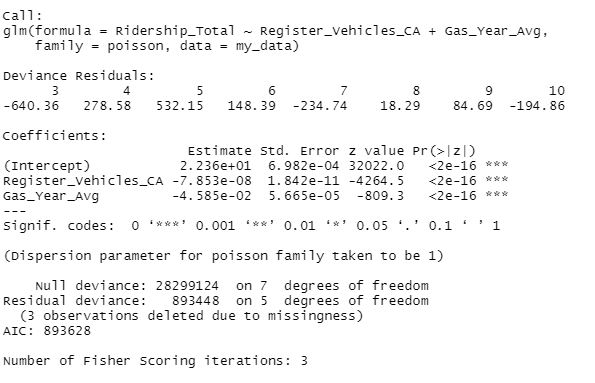 Call:
glm(formula = Ridership_Total ~ Register_Vehicles_CA + Gas_Year_Avg,
    family = poisson, data = my_data)

Deviance Residuals:
      3        4        5        6        7        8        9       10
-640.36   278.58   532.15   148.39  -234.74    18.29    84.69  -194.86

Coefficients:
                       Estimate Std. Error z value Pr(>|z|)
(Intercept)           2.236e+01  6.982e-04 32022.0   <2e-16 ***
Register_Vehicles_CA -7.853e-08  1.842e-11 -4264.5   <2e-16 ***
Gas_Year_Avg         -4.585e-02  5.665e-05  -809.3   <2e-16 ***
---
Signif. codes:  0 ‘***’ 0.001 ‘**’ 0.01 ‘*’ 0.05 ‘.’ 0.1 ‘ ’ 1

(Dispersion parameter for poisson family taken to be 1)

    Null deviance: 28299124  on 7  degrees of freedom
Residual deviance:   893448  on 5  degrees of freedom
  (3 observations deleted due to missingness)
AIC: 893628

Number of Fisher Scoring iterations: 3